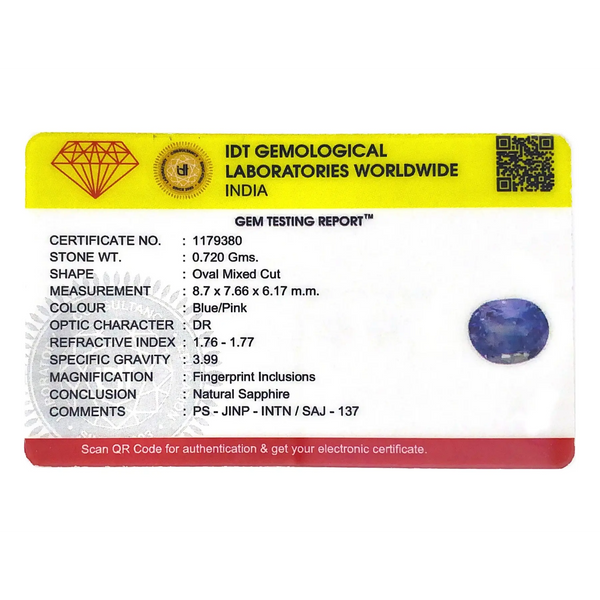 IDT GEMOLOGICAL
LABORATORIES WORLDWIDE
INDIA
GEM TESTING REPORT™
CERTIFICATE NO. : 1179380
STONE WT. : 0.720 Gms.
SHAPE : Oval Mixed Cut
MEASUREMENT : 8.7 x 7.66 x 6.17 m.m.
COLOUR : Blue/Pink
OPTIC CHARACTER : DR
REFRACTIVE INDEX : 1.76 - 1.77
SPECIFIC GRAVITY : 3.99
MAGNIFICATION : Fingerprint Inclusions
CONCLUSION : Natural Sapphire
COMMENTS : PS - JINP - INTN / SAJ - 137
Scan QR Code for authentication & get your electronic certificate.